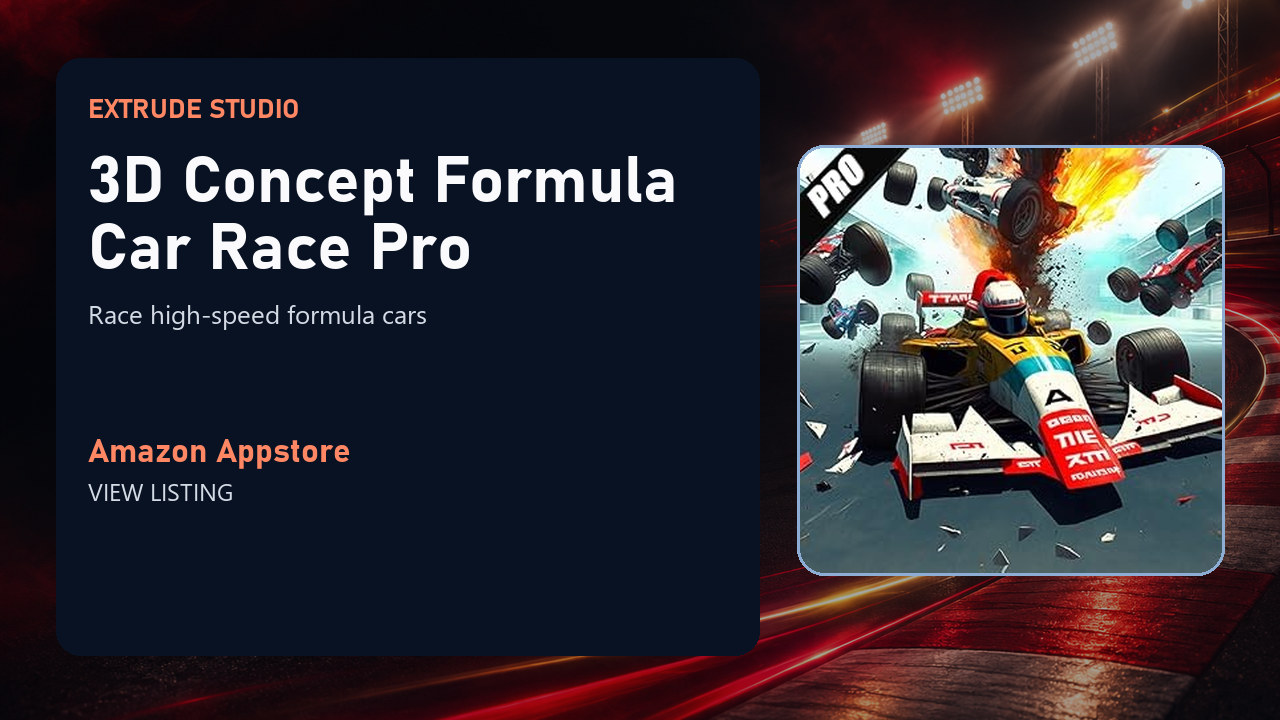 EXTRUDE STUDIO
3D Concept Formula
Car Race Pro
Race high-speed formula cars
Amazon Appstore
VIEW LISTING
PRO
A